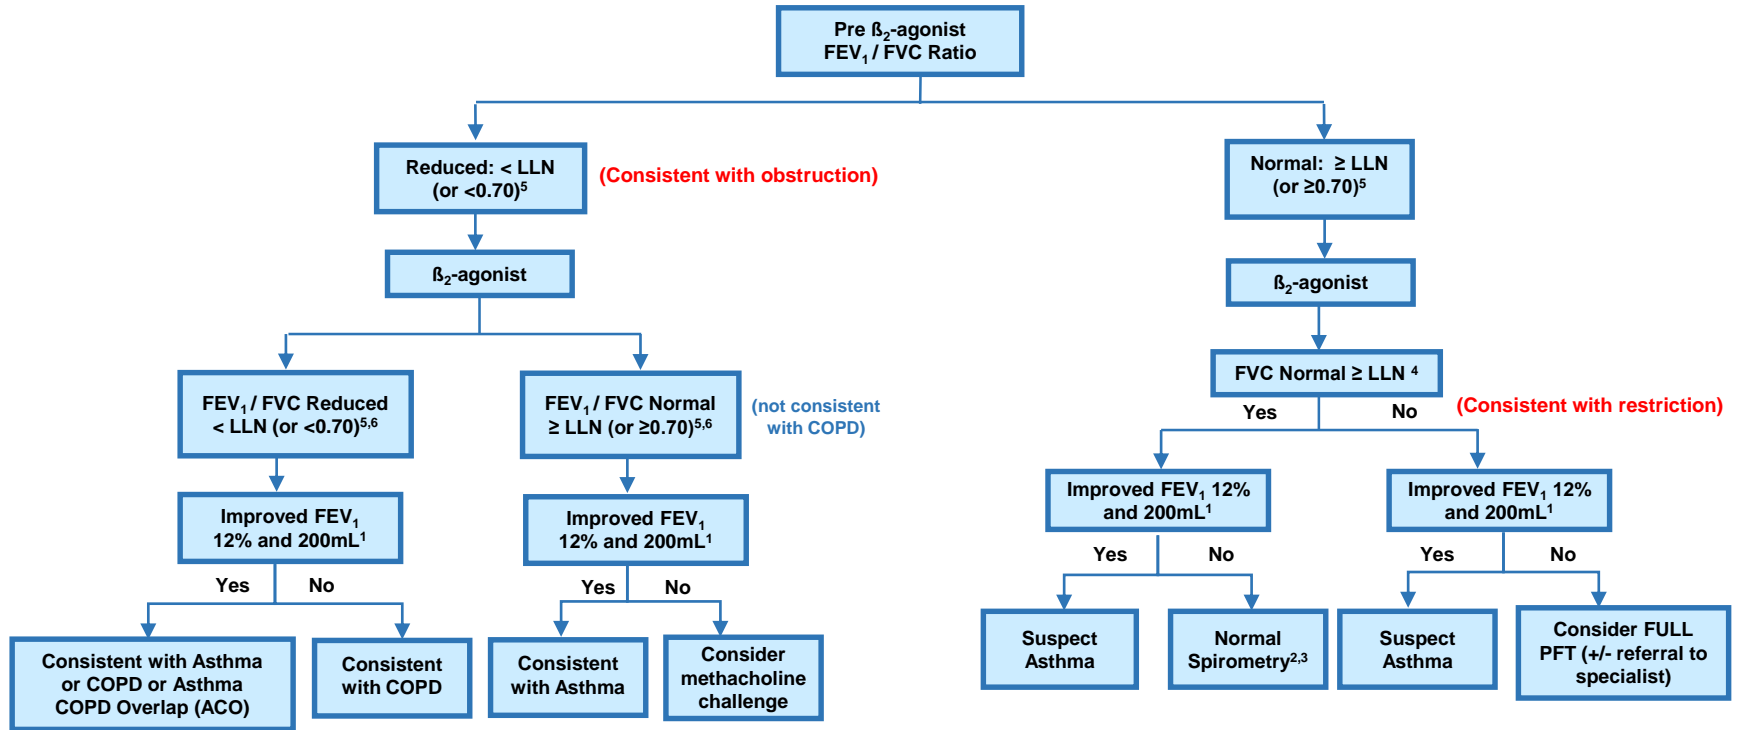 Pre ß₂-agonist
FEV₁ / FVC Ratio
Reduced: < LLN
(or <0.70)⁵
(Consistent with obstruction)
Normal: ≥ LLN
(or ≥0.70)⁵
ß₂-agonist
ß₂-agonist
FVC Normal ≥ LLN ⁴
Yes
No
(Consistent with restriction)
FEV₁ / FVC Reduced
< LLN (or <0.70)⁵,⁶
FEV₁ / FVC Normal
≥ LLN (or ≥0.70)⁵,⁶
(not consistent
with COPD)
Improved FEV₁
12% and 200mL¹
Improved FEV₁
12% and 200mL¹
Improved FEV₁ 12%
and 200mL¹
Improved FEV₁ 12%
and 200mL¹
Yes
No
Yes
No
Yes
No
Yes
No
Consistent with Asthma
or COPD or Asthma
COPD Overlap (ACO)
Consistent
with COPD
Consistent
with Asthma
Consider
methacholine
challenge
Suspect
Asthma
Normal
Spirometry²,³
Suspect
Asthma
Consider FULL
PFT (+/- referral to
specialist)